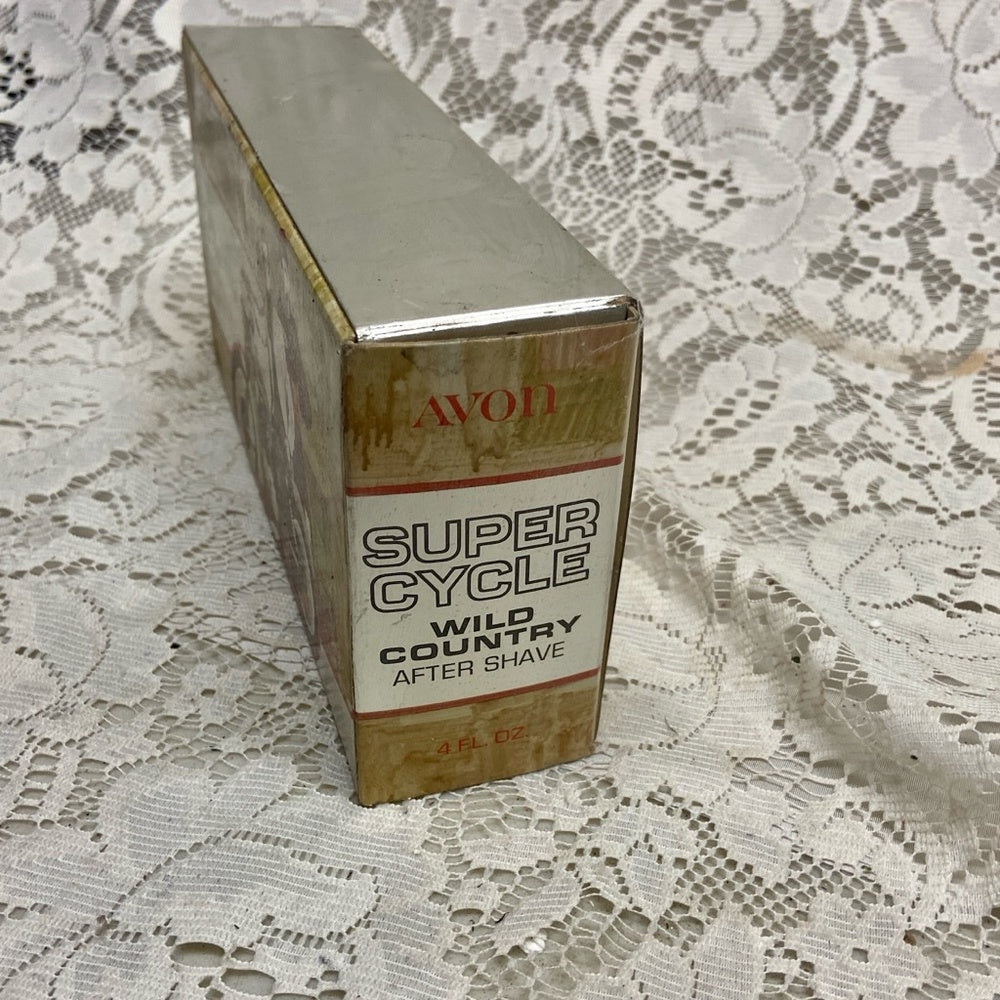 AVON
SUPER
CYCLE
WILD
COUNTRY
AFTER SHAVE
4 FL. OZ.